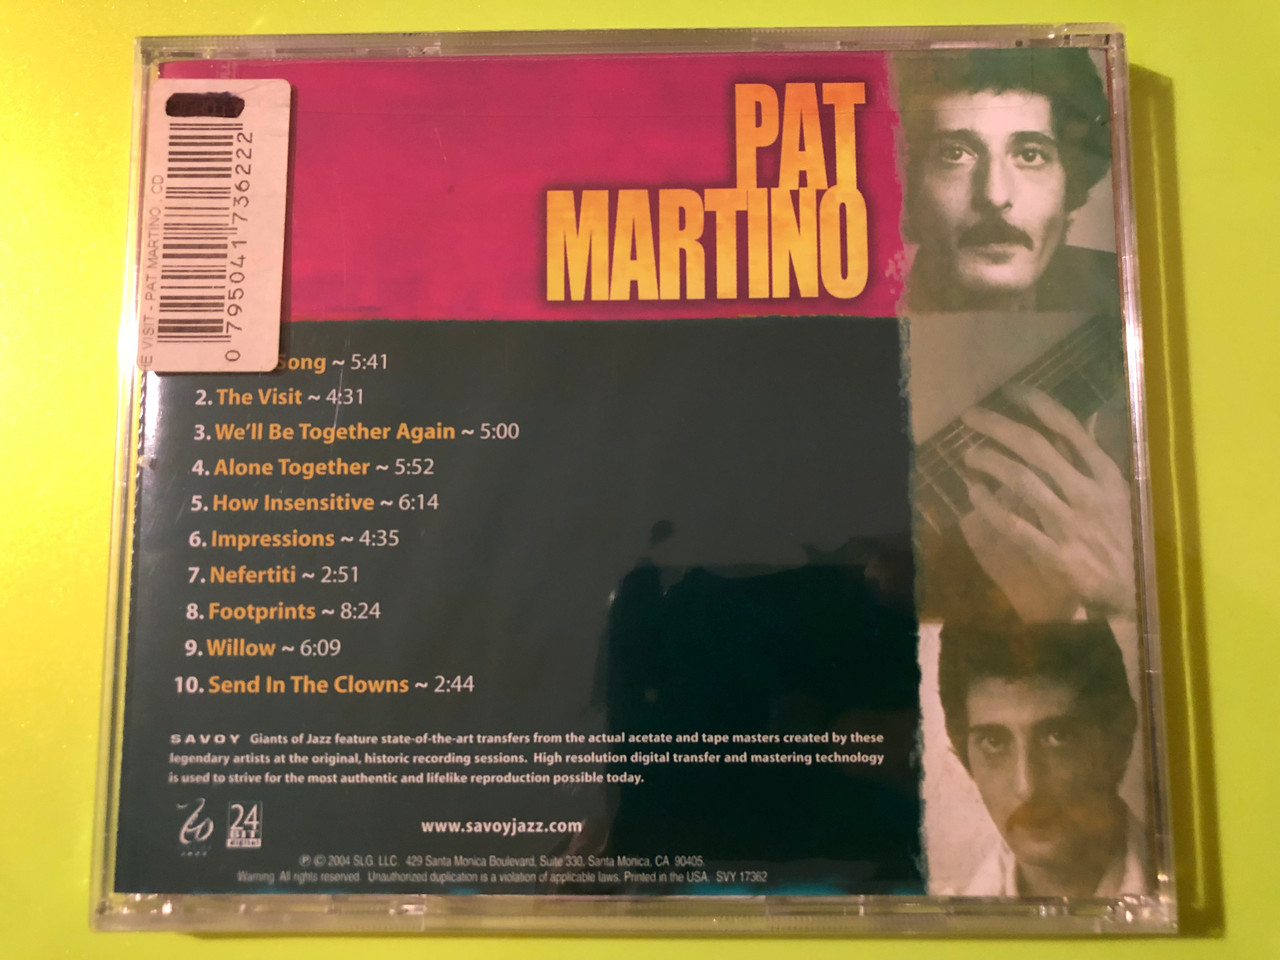 PAT
MARTINO
E VISIT - PAT MARTINO . CD
0 795041 736222
Song ~ 5:41
2. The Visit ~ 4:31
3. We'll Be Together Again ~ 5:00
4. Alone Together ~ 5:52
5. How Insensitive ~ 6:14
6. Impressions ~ 4:35
7. Nefertiti ~ 2:51
8. Footprints ~ 8:24
9. Willow ~ 6:09
10. Send In The Clowns ~ 2:44
SAVOY Giants of Jazz feature state-of-the-art transfers from the actual acetate and tape masters created by these
legendary artists at the original, historic recording sessions. High resolution digital transfer and mastering technology
is used to strive for the most authentic and lifelike reproduction possible today.
24
BIT
digital
www.savoyjazz.com
℗ © 2004 SLG, LLC. 429 Santa Monica Boulevard, Suite 330, Santa Monica, CA 90405.
Warning: All rights reserved. Unauthorized duplication is a violation of applicable laws. Printed in the USA. SVY 17362